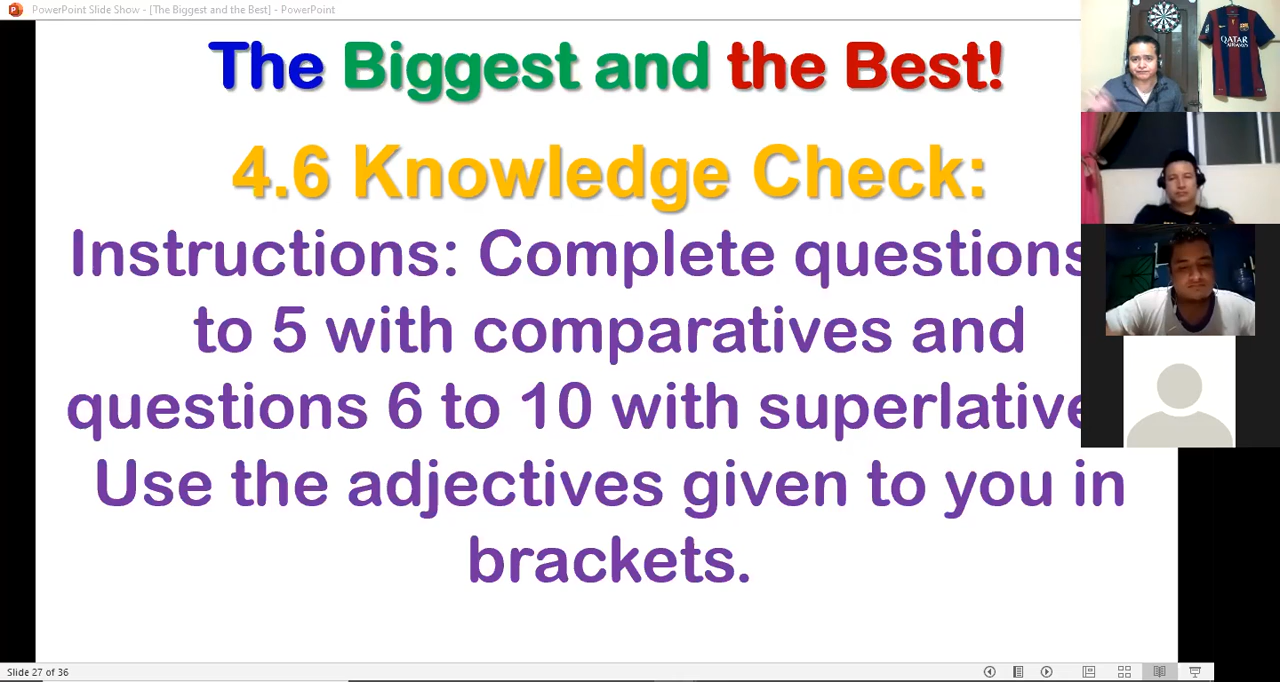 PowerPoint Slide Show - [The Biggest and the Best] - PowerPoint
The Biggest and the Best!
4.6 Knowledge Check:
Instructions: Complete questions
to 5 with comparatives and
questions 6 to 10 with superlative
Use the adjectives given to you in
brackets.
QATAR
Slide 27 of 36